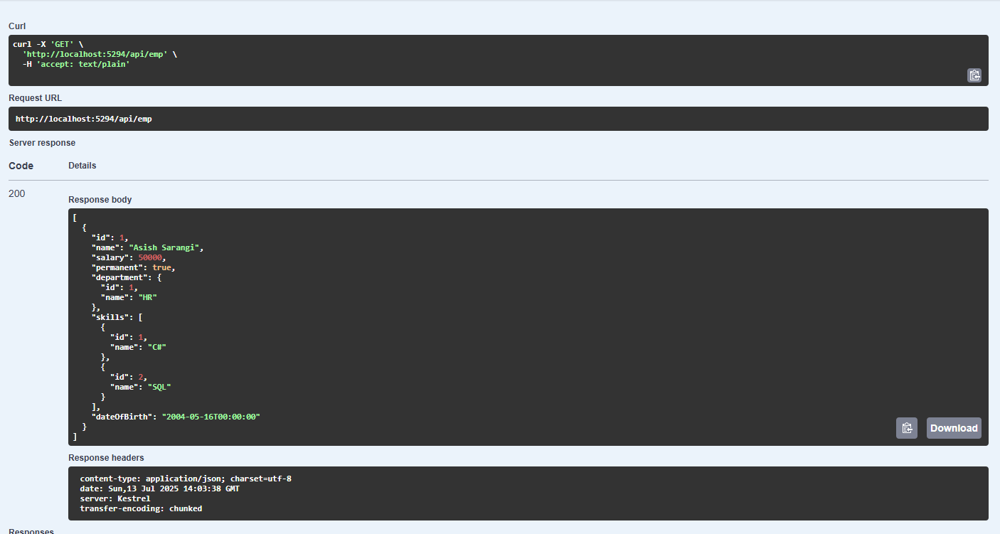 Curl
curl -X 'GET' \
  'http://localhost:5294/api/emp' \
  -H 'accept: text/plain'
Request URL
http://localhost:5294/api/emp
Server response
Code Details
200
Response body
[
  {
    "id": 1,
    "name": "Asish Sarangi",
    "salary": 50000,
    "permanent": true,
    "department": {
      "id": 1,
      "name": "HR"
    },
    "skills": [
      {
        "id": 1,
        "name": "C#"
      },
      {
        "id": 2,
        "name": "SQL"
      }
    ],
    "dateOfBirth": "2004-05-16T00:00:00"
  }
]
Download
Response headers
content-type: application/json; charset=utf-8
date: Sun,13 Jul 2025 14:03:38 GMT
server: Kestrel
transfer-encoding: chunked
Responses